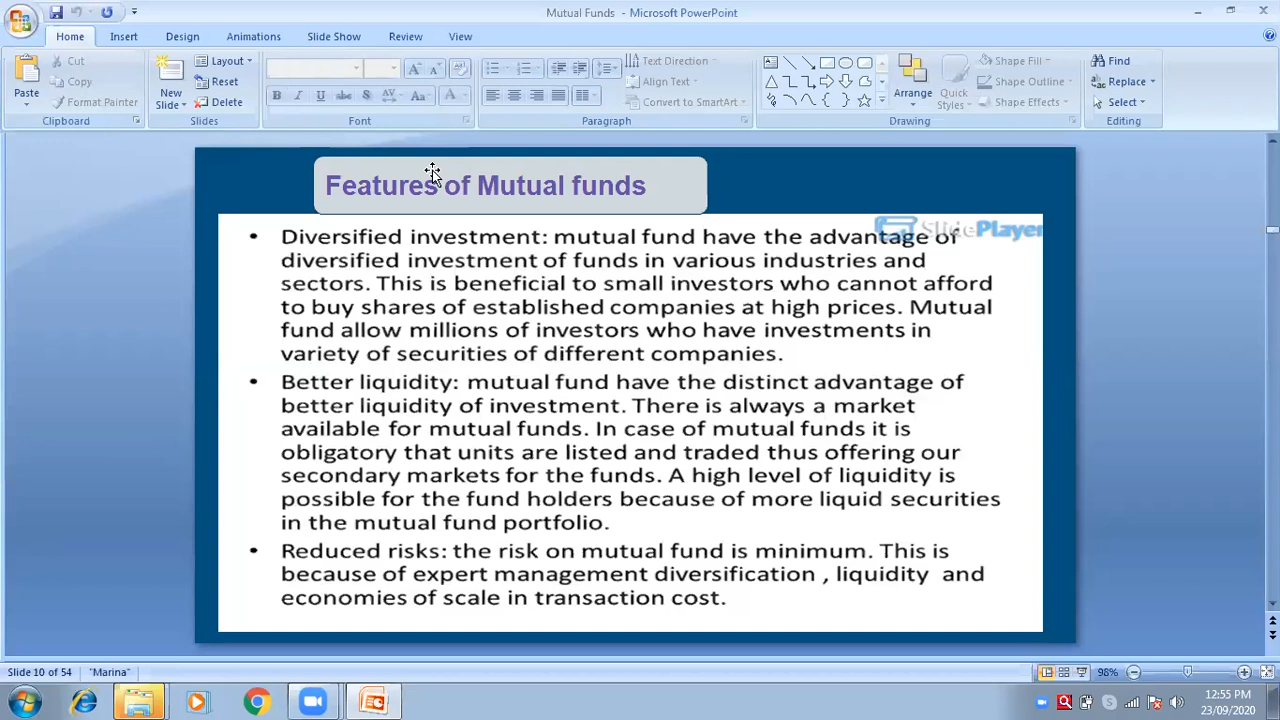 Mutual Funds - Microsoft PowerPoint
Home Insert Design Animations Slide Show Review View
Paste
Cut
Copy
Format Painter
Clipboard
New Slide
Layout
Reset
Delete
Slides
B I U abc S AV Aa A
Font
Text Direction
Align Text
Convert to SmartArt
Paragraph
Arrange
Quick Styles
Shape Fill
Shape Outline
Shape Effects
Drawing
Find
Replace
Select
Editing
Features of Mutual funds
SlidePlayer
• Diversified investment: mutual fund have the advantage of
diversified investment of funds in various industries and
sectors. This is beneficial to small investors who cannot afford
to buy shares of established companies at high prices. Mutual
fund allow millions of investors who have investments in
variety of securities of different companies.
• Better liquidity: mutual fund have the distinct advantage of
better liquidity of investment. There is always a market
available for mutual funds. In case of mutual funds it is
obligatory that units are listed and traded thus offering our
secondary markets for the funds. A high level of liquidity is
possible for the fund holders because of more liquid securities
in the mutual fund portfolio.
• Reduced risks: the risk on mutual fund is minimum. This is
because of expert management diversification , liquidity and
economies of scale in transaction cost.
Slide 10 of 54 "Marina" 98%
12:55 PM
23/09/2020